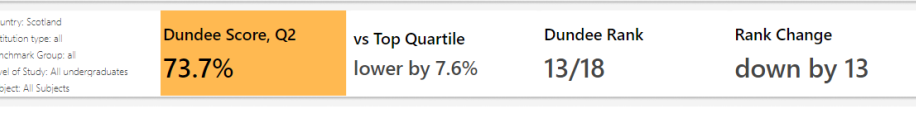 untry: Scotland
titution type: all
nchmark Group: all
vel of Study: All undergraduates
bject: All Subjects
Dundee Score, Q2
73.7%
vs Top Quartile
lower by 7.6%
Dundee Rank
13/18
Rank Change
down by 13